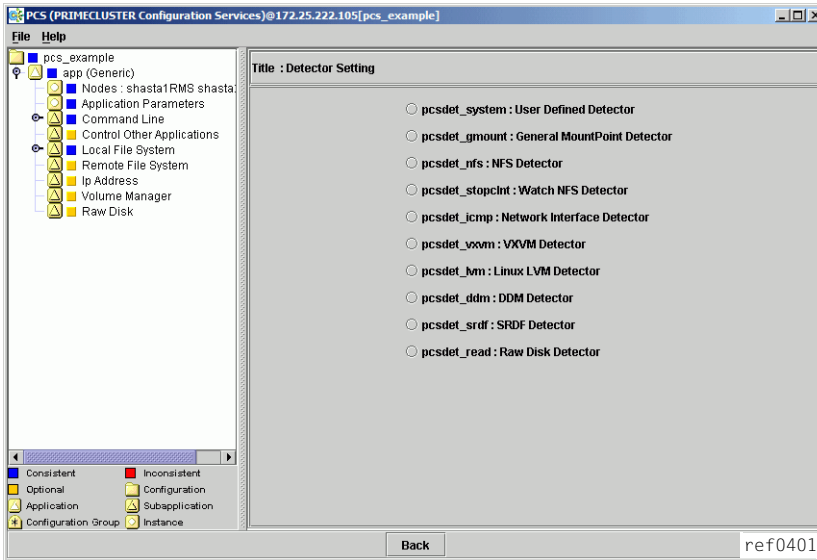 PCS (PRIMECLUSTER Configuration Services)@172.25.222.105[pcs_example]
File Help
pcs_example
app (Generic)
Nodes : shasta1RMS shasta
Application Parameters
Command Line
Control Other Applications
Local File System
Remote File System
Ip Address
Volume Manager
Raw Disk
Title : Detector Setting
pcsdet_system : User Defined Detector
pcsdet_gmount : General MountPoint Detector
pcsdet_nfs : NFS Detector
pcsdet_stopclnt : Watch NFS Detector
pcsdet_icmp : Network Interface Detector
pcsdet_vxvm : VXVM Detector
pcsdet_lvm : Linux LVM Detector
pcsdet_ddm : DDM Detector
pcsdet_srdf : SRDF Detector
pcsdet_read : Raw Disk Detector
Consistent Inconsistent
Optional Configuration
Application Subapplication
Configuration Group Instance
Back
ref0401